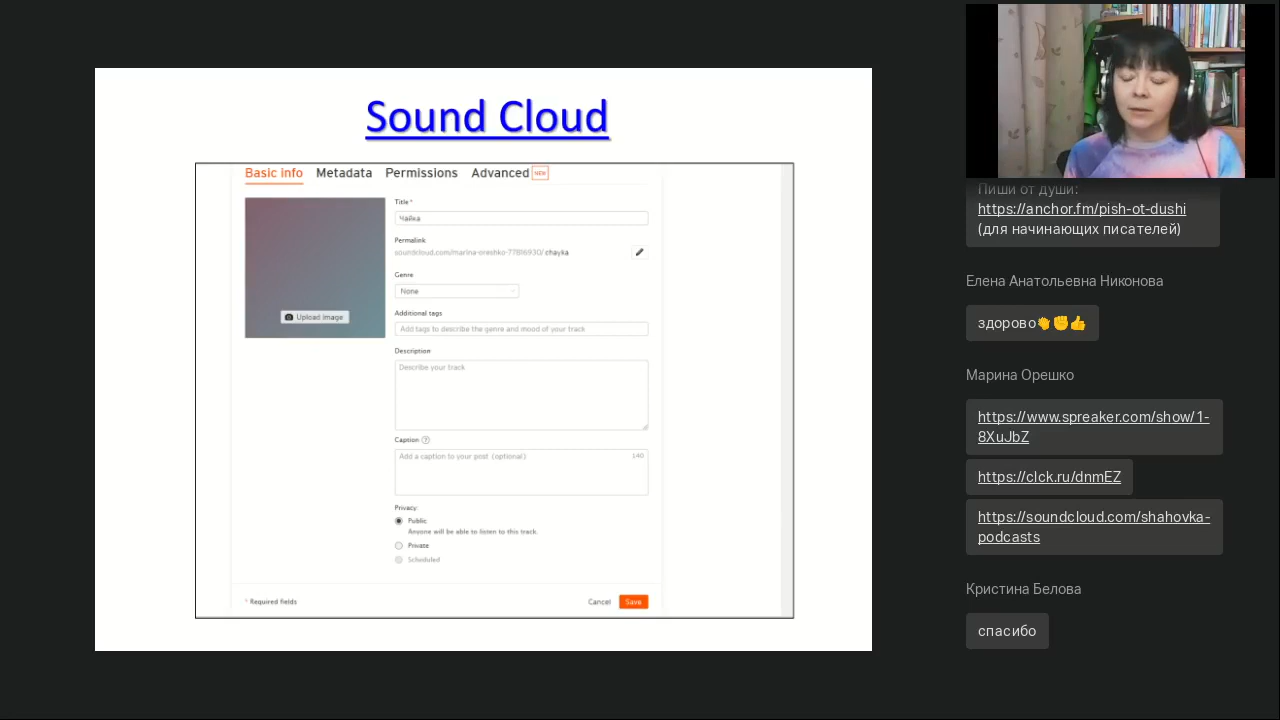 Sound Cloud
Basic info Metadata Permissions Advanced NEW
Title*
Чайка
Permalink
soundcloud.com/marina-oreshko-77816930/ chayka
Genre
None
Additional tags
Add tags to describe the genre and mood of your track
Description
Describe your track
Caption ?
Add a caption to your post (optional) 140
Privacy:
Public
Anyone will be able to listen to this track.
Private
Scheduled
Upload image
* Required fields Cancel Save
Пиши от души:
https://anchor.fm/pish-ot-dushi
(для начинающих писателей)
Елена Анатольевна Никонова
здорово👏✊👍
Марина Орешко
https://www.spreaker.com/show/1-
8XuJbZ
https://clck.ru/dnmEZ
https://soundcloud.com/shahovka-
podcasts
Кристина Белова
спасибо